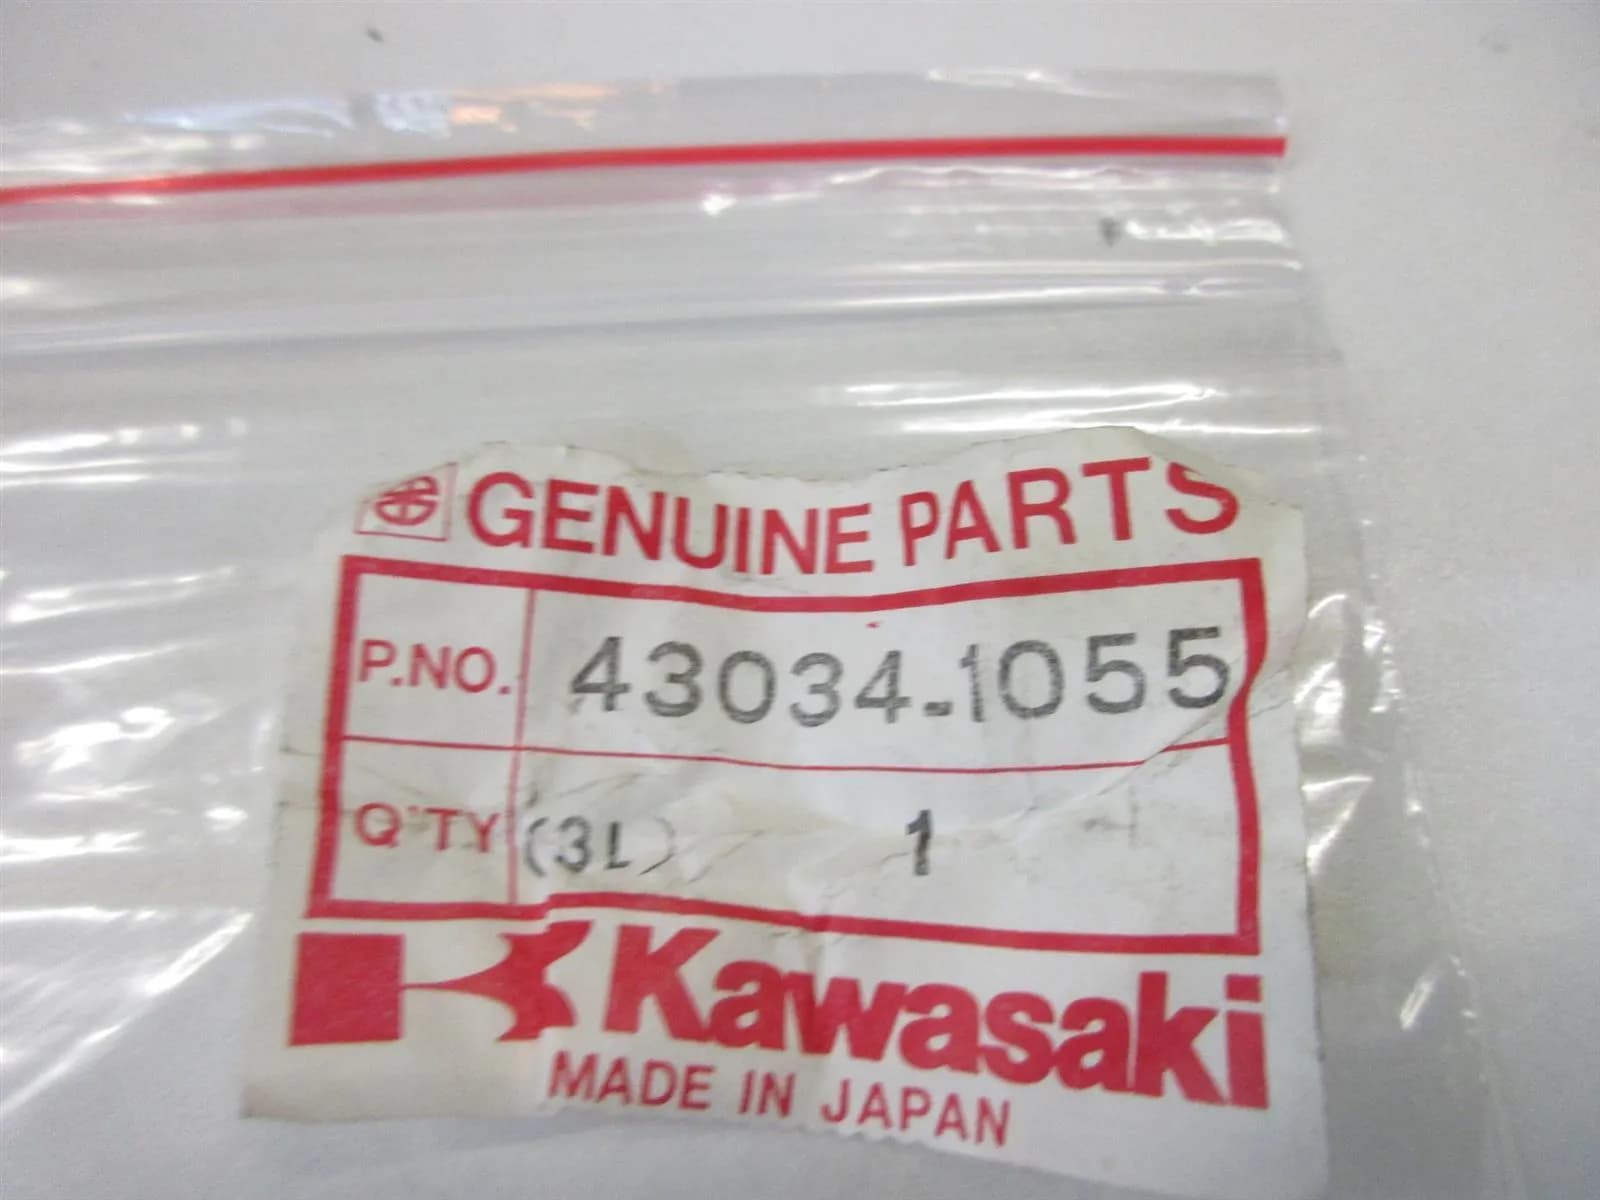 GENUINE PARTS
P.NO. 43034-1055
Q'TY (3L) 1
Kawasaki
MADE IN JAPAN